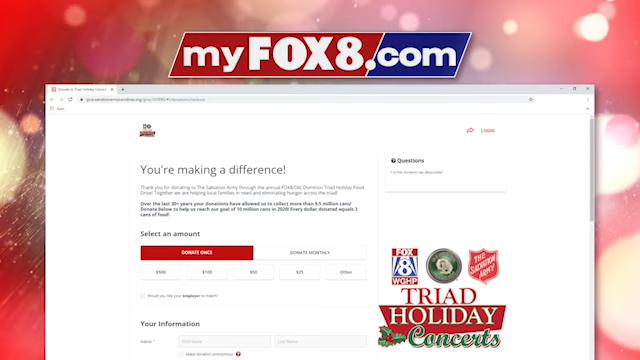 myFOX8.com
Donate to Triad Holiday Concert
LOGIN
You're making a difference!
Questions
Is this donation tax deductible?
Thank you for donating to The Salvation Army through the annual FOX8/Old Dominion Triad Holiday Food
Drive! Together we are helping local families in need and eliminating hunger across the triad!
Over the last 30+ years your donations have allowed us to collect more than 9.5 million cans!
Donate below to help us reach our goal of 10 million cans in 2020! Every dollar donated equals 3
cans of food!
Select an amount
DONATE ONCE
DONATE MONTHLY
$500
$100
$50
$25
Other
Would you like your employer to match?
FOX
8
WGHP
THE
SALVATION
ARMY
TRIAD
HOLIDAY
Concerts
Your Information
Name
First Name
Last Name
Make donation anonymous